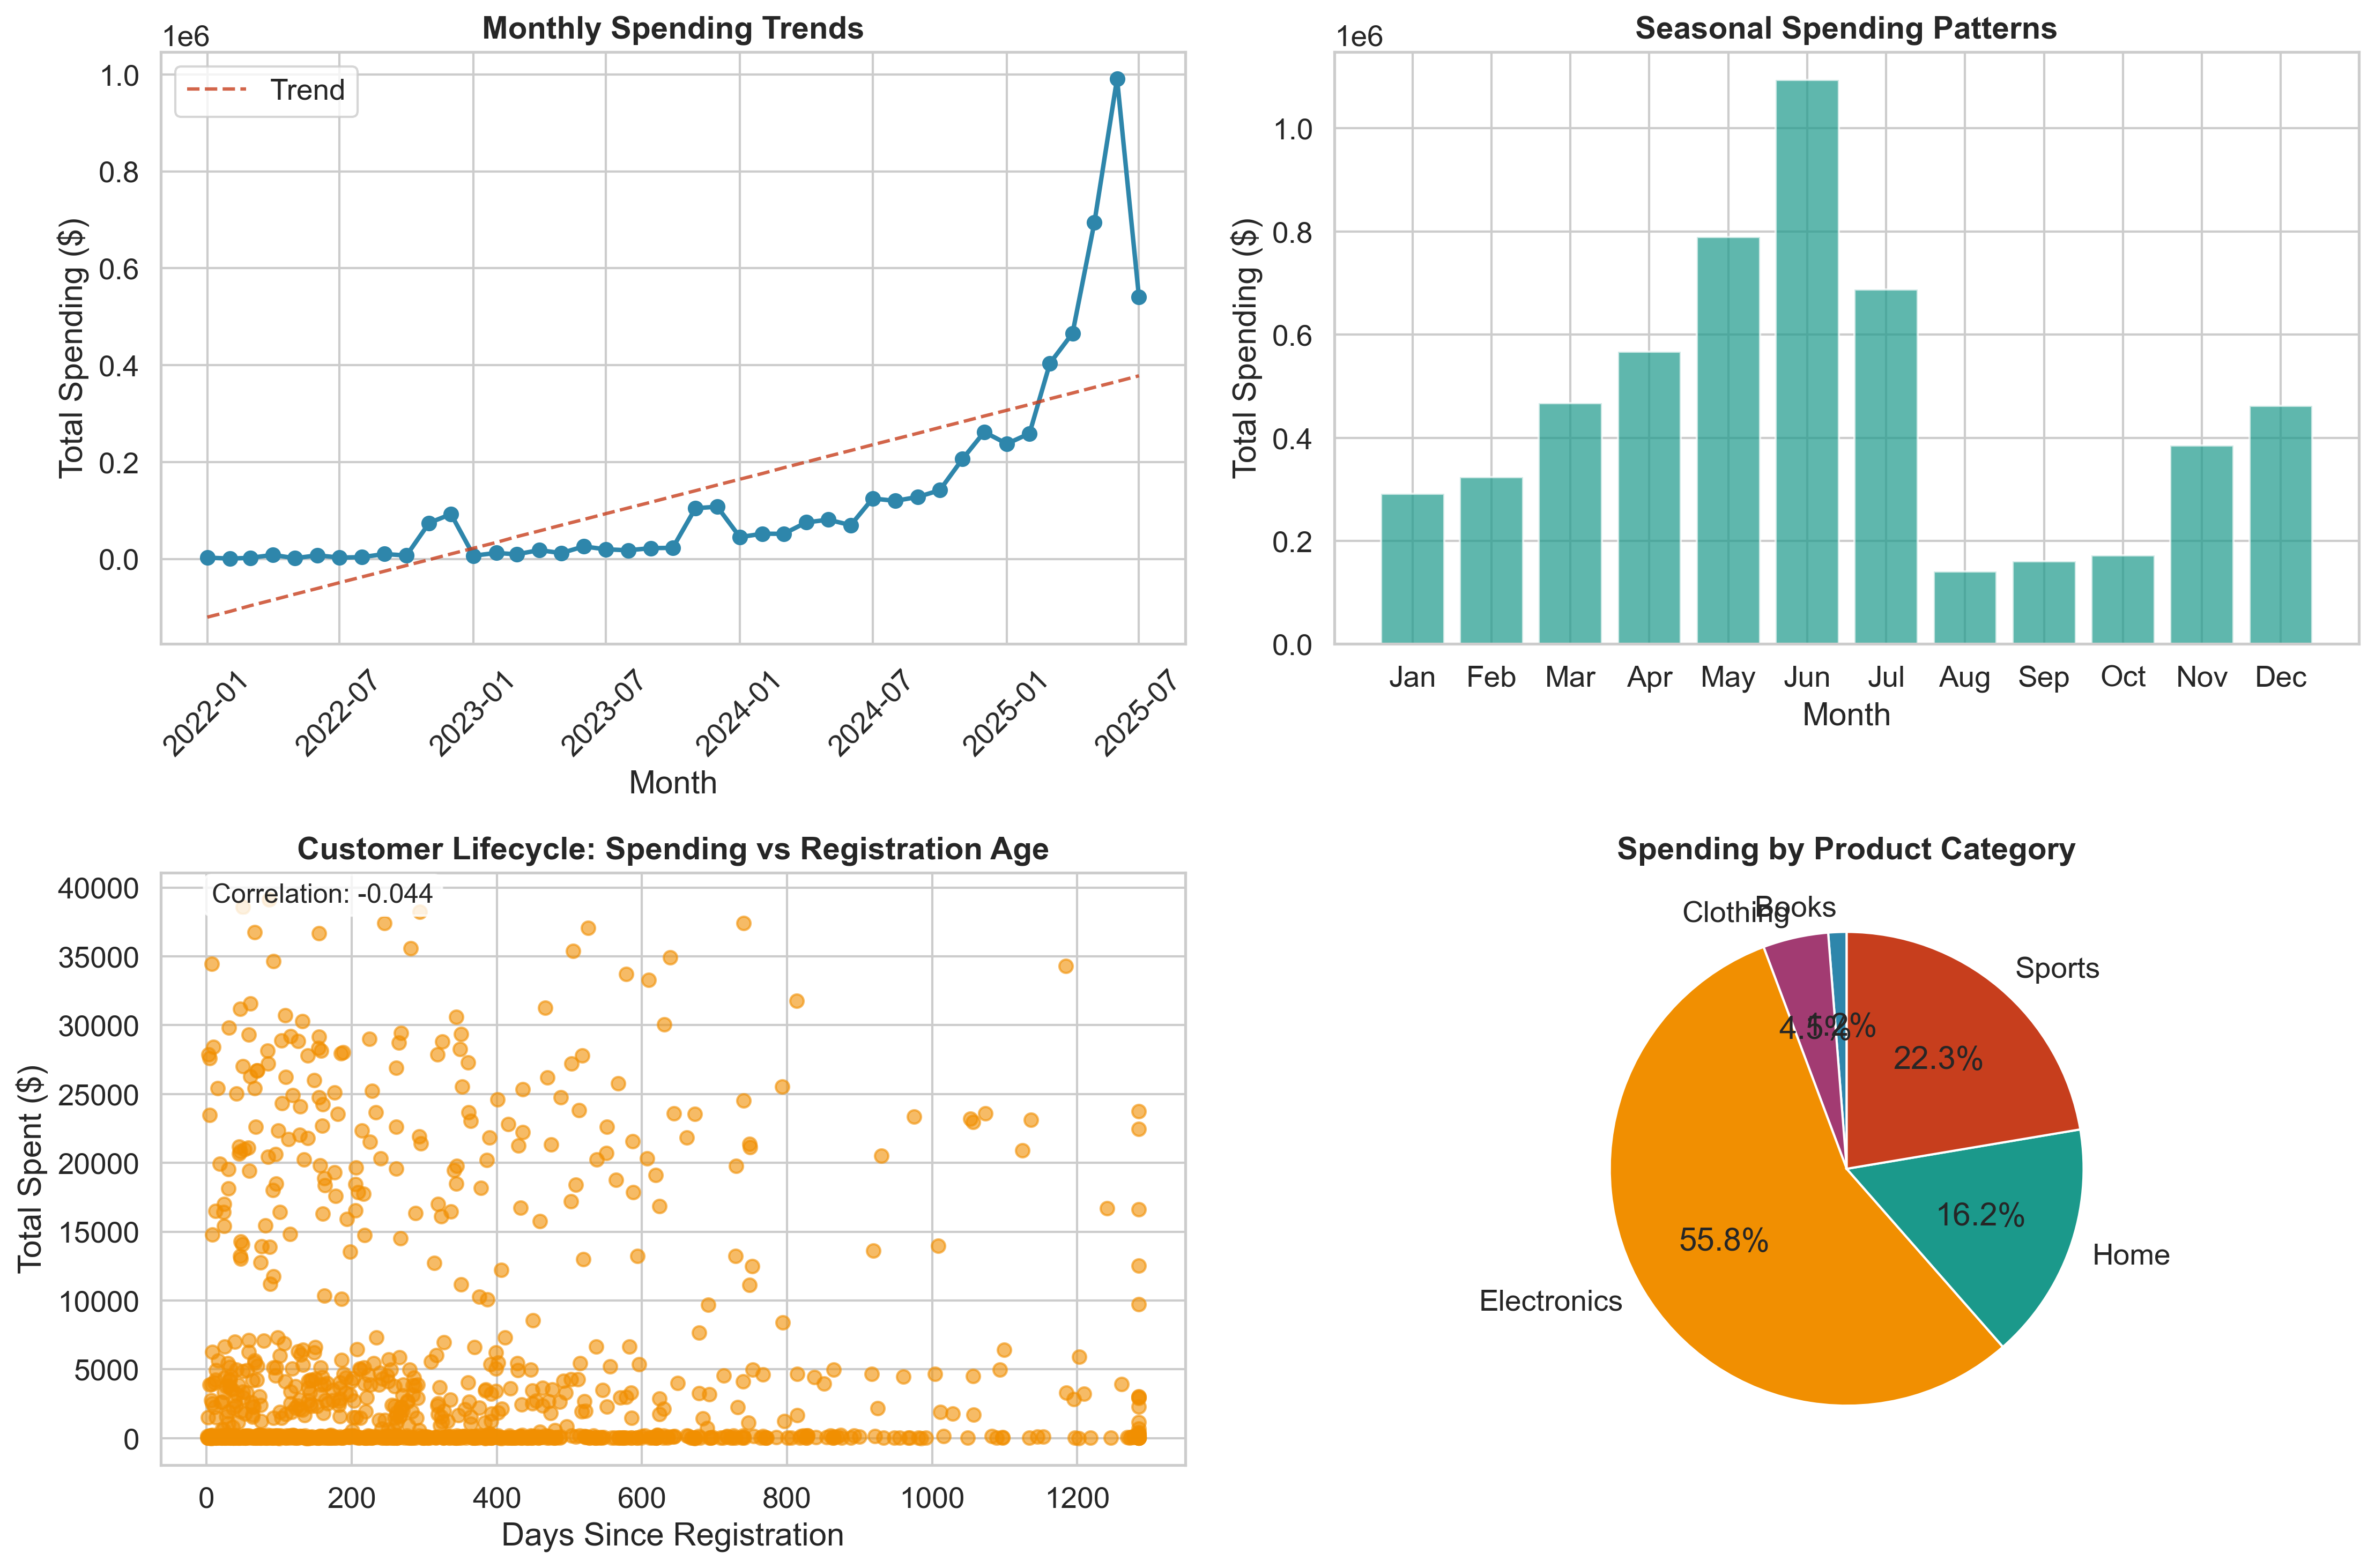 Monthly Spending Trends
1e6
Trend
1.0
0.8
0.6
0.4
0.2
0.0
Total Spending ($)
2022-01
2022-07
2023-01
2023-07
2024-01
2024-07
2025-01
2025-07
Month
Seasonal Spending Patterns
1e6
1.0
0.8
0.6
0.4
0.2
0.0
Total Spending ($)
Jan Feb Mar Apr May Jun Jul Aug Sep Oct Nov Dec
Month
Customer Lifecycle: Spending vs Registration Age
Correlation: -0.044
40000
35000
30000
25000
20000
15000
10000
5000
0
Total Spent ($)
0 200 400 600 800 1000 1200
Days Since Registration
Spending by Product Category
Books
Clothing
Sports
4.5%
1.2%
22.3%
16.2%
55.8%
Home
Electronics